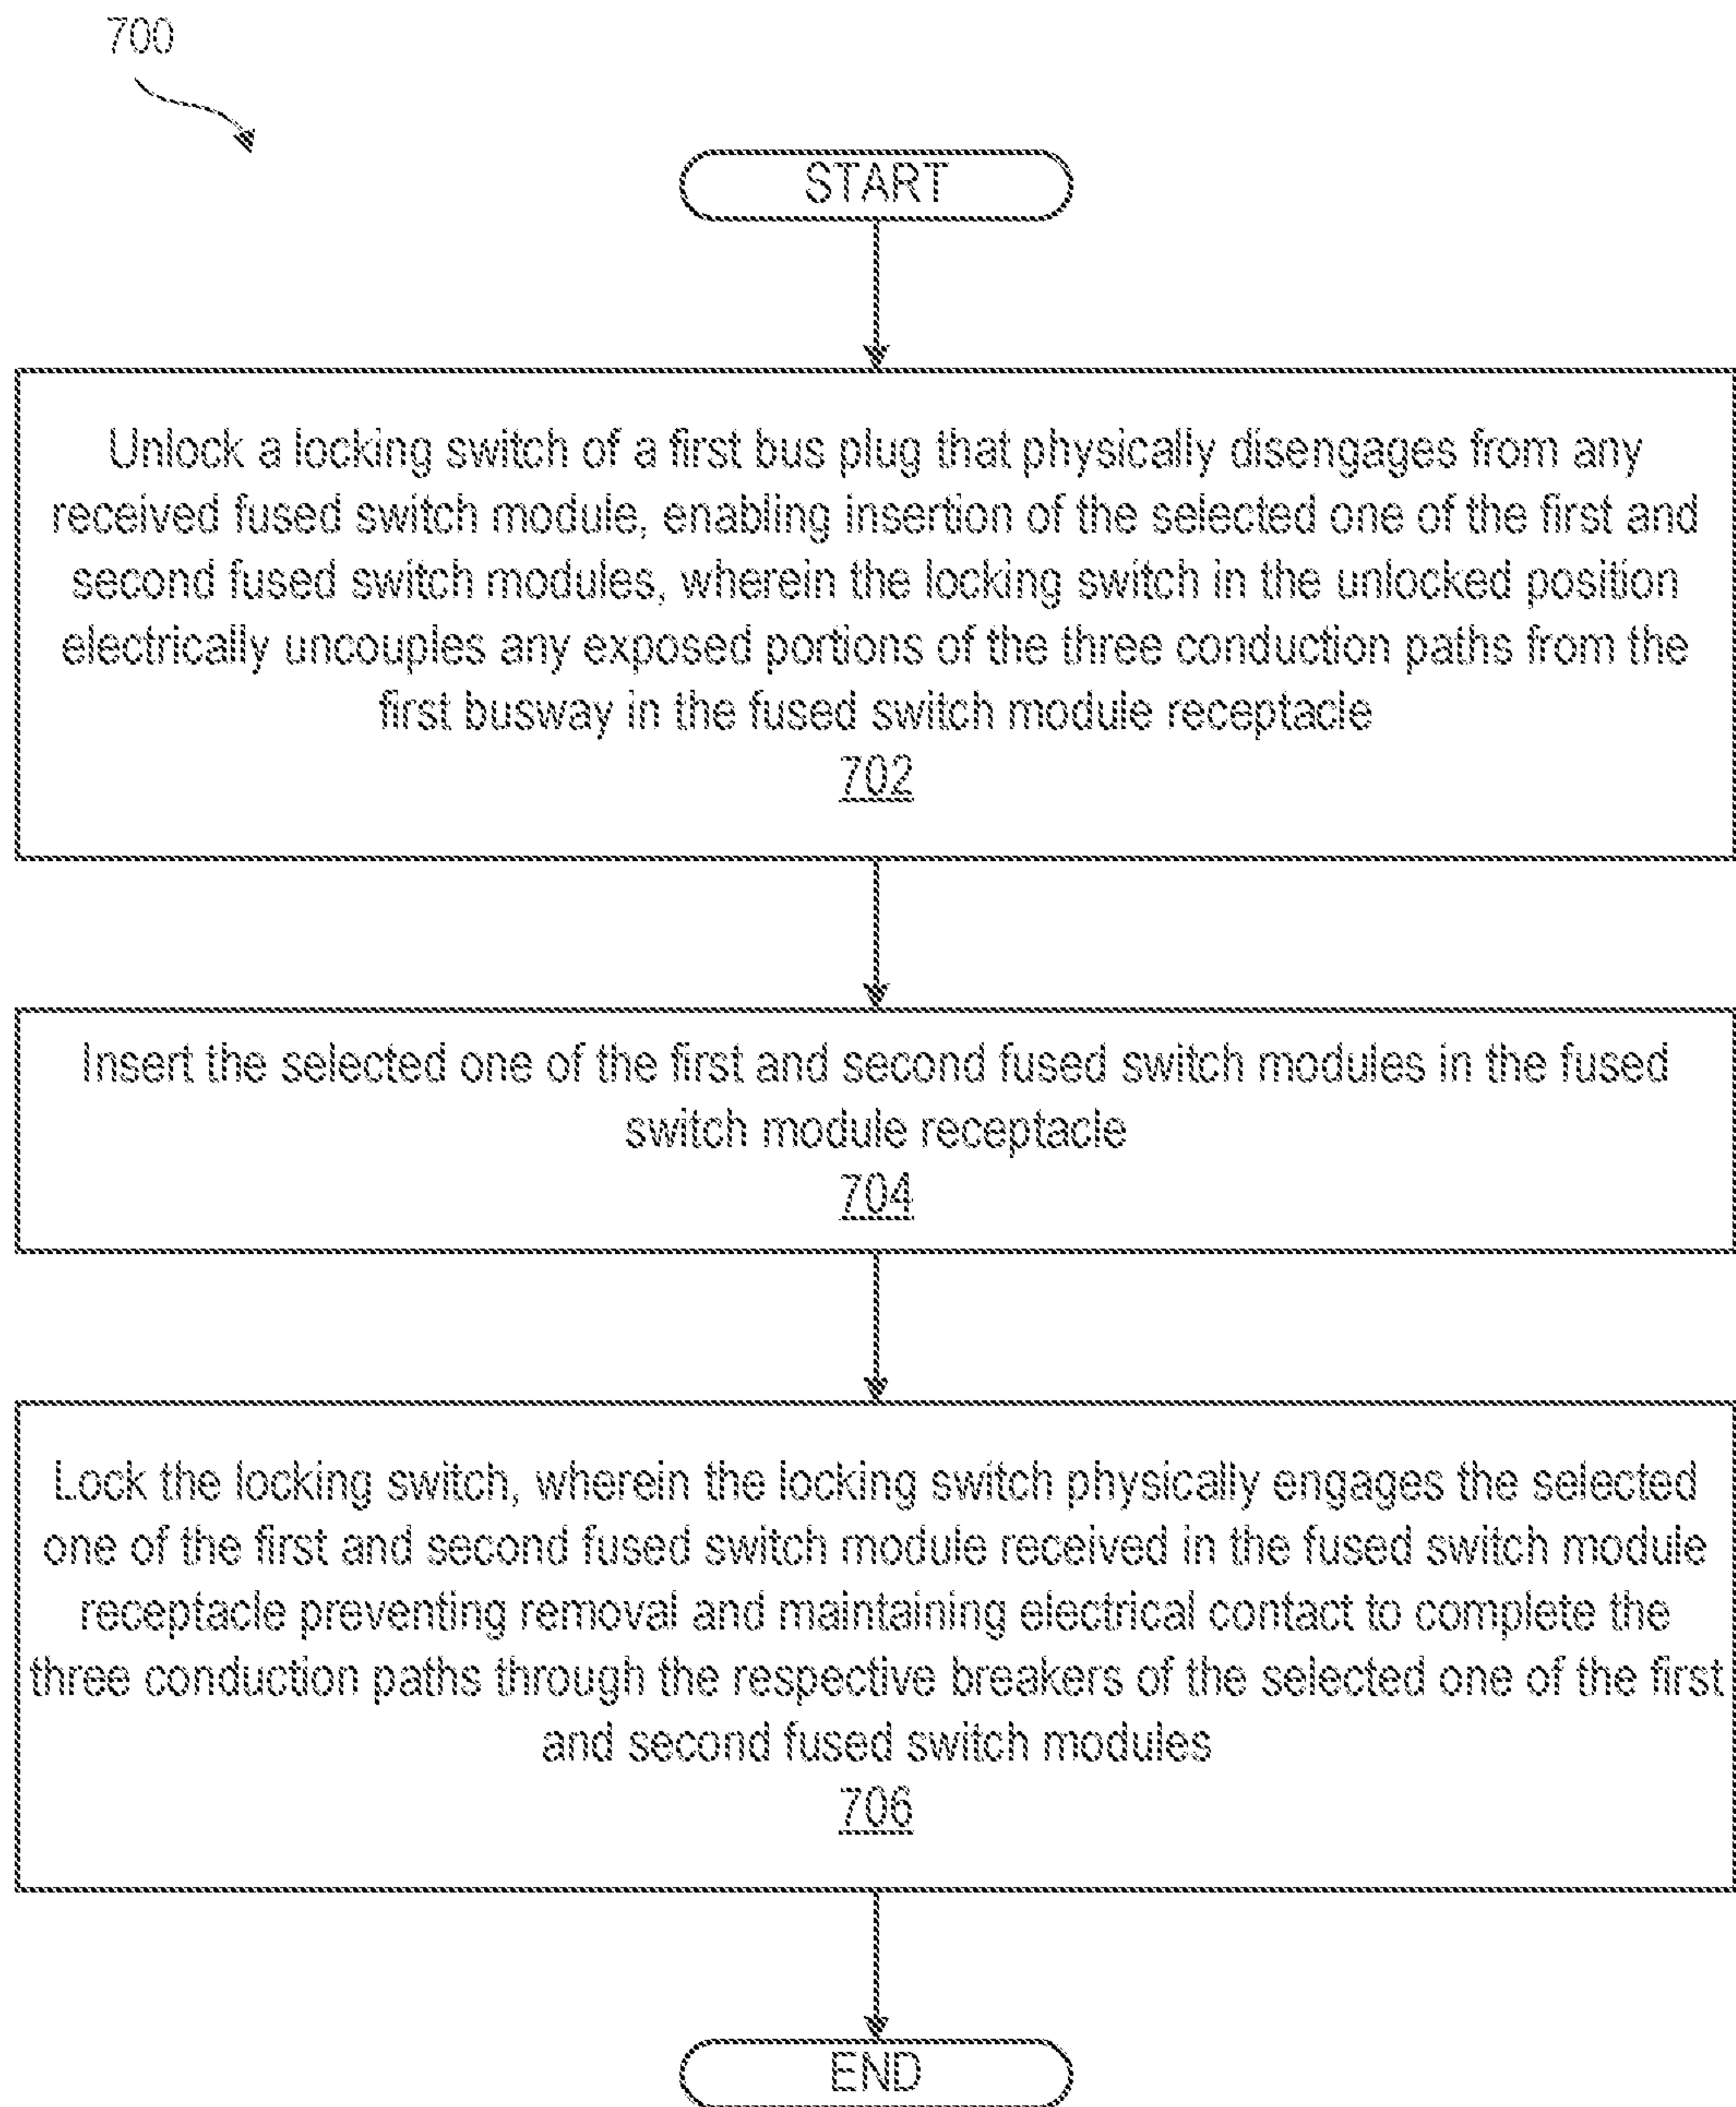 700
START
Unlock a locking switch of a first bus plug that physically disengages from any
received fused switch module, enabling insertion of the selected one of the first and
second fused switch modules, wherein the locking switch in the unlocked position
electrically uncouples any exposed portions of the three conduction paths from the
first busway in the fused switch module receptacle
702
Insert the selected one of the first and second fused switch modules in the fused
switch module receptacle
704
Lock the locking switch, wherein the locking switch physically engages the selected
one of the first and second fused switch module received in the fused switch module
receptacle preventing removal and maintaining electrical contact to complete the
three conduction paths through the respective breakers of the selected one of the first
and second fused switch modules
706
END